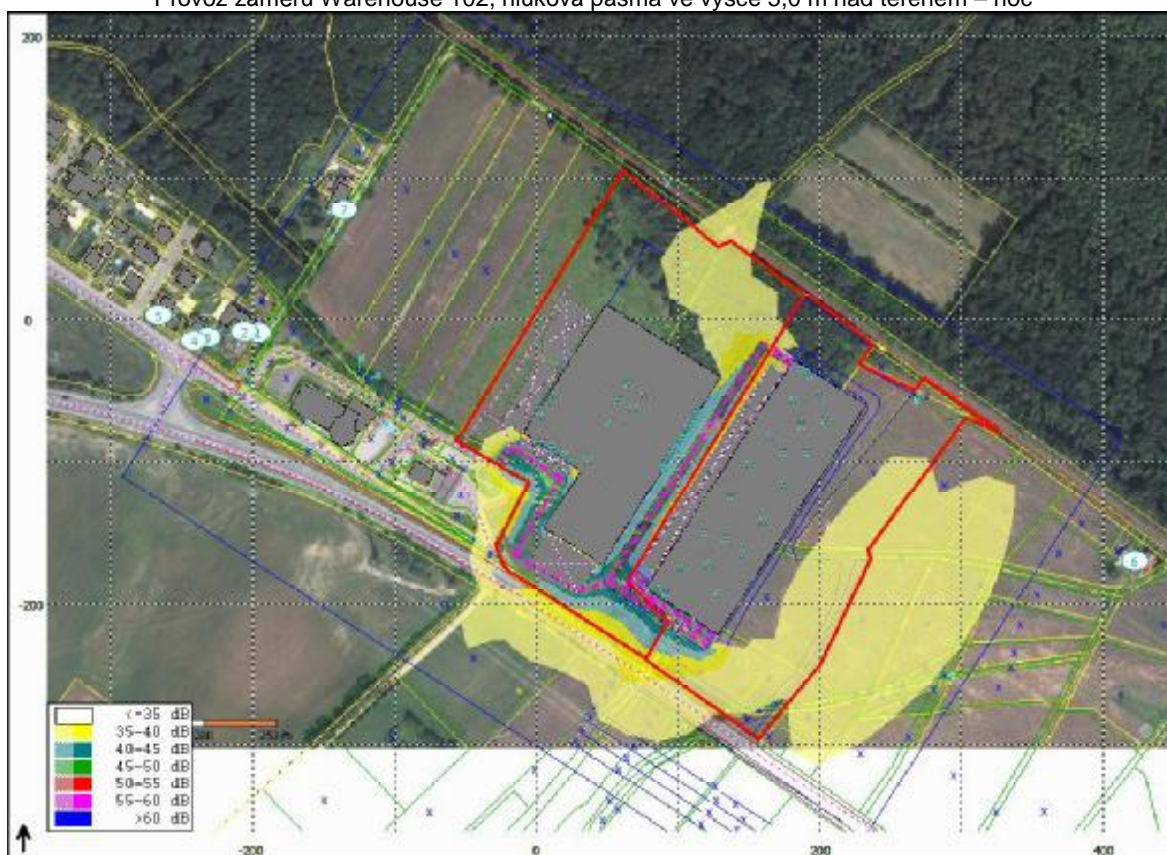 Provoz záměru Warehouse 102, hluková pásma ve výšce 3,0 m nad terénem – noc
200
0
-200
7
5
4
3
2
1
6
<=35 dB
35-40 dB
40-45 dB
45-50 dB
50-55 dB
55-60 dB
>60 dB
-200
0
200
400